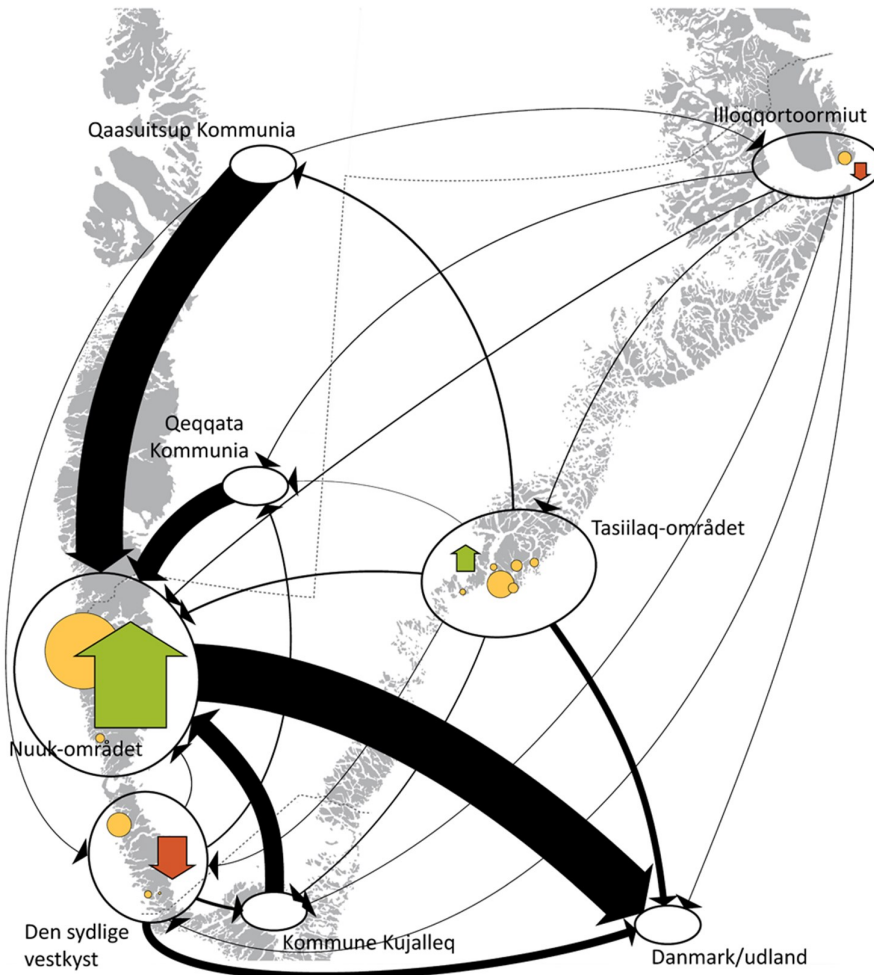 Illoqqortoormiut
Qaasuitsup Kommunia
Qeqqata
Kommunia
Tasiilaq-området
Nuuk-området
Den sydlige
vestkyst
Kommune Kujalleq
Danmark/udland